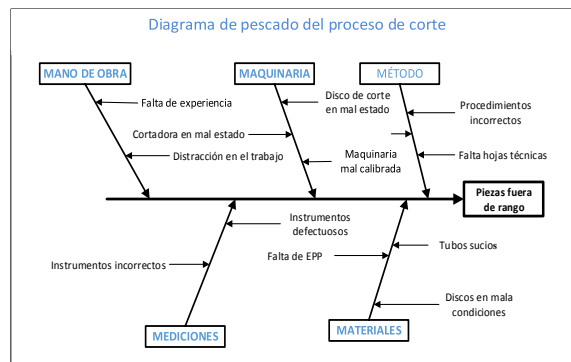 Diagrama de pescado del proceso de corte
MANO DE OBRA
MAQUINARIA
MÉTODO
Falta de experiencia
Disco de corte
en mal estado
Procedimientos
incorrectos
Cortadora en mal estado
Distracción en el trabajo
Maquinaria
mal calibrada
Falta hojas técnicas
Piezas fuera
de rango
Instrumentos
defectuosos
Tubos sucios
Falta de EPP
Instrumentos incorrectos
Discos en mala
condiciones
MEDICIONES
MATERIALES